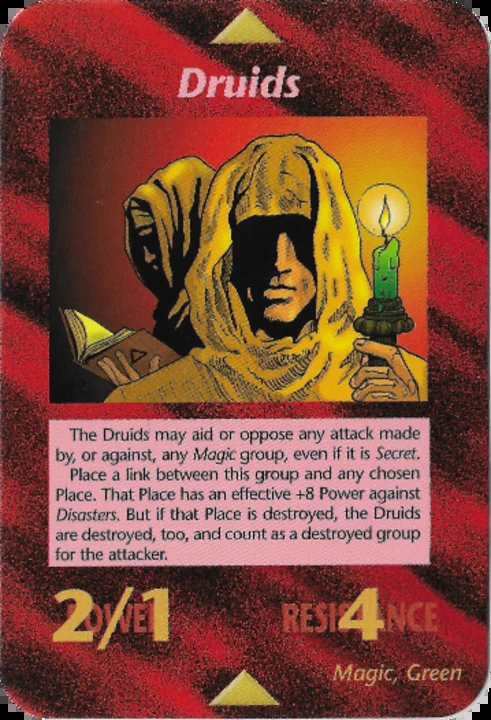 Druids
The Druids may aid or oppose any attack made
by, or against, any Magic group, even if it is Secret.
Place a link between this group and any chosen
Place. That Place has an effective +8 Power against
Disasters. But if that Place is destroyed, the Druids
are destroyed, too, and count as a destroyed group
for the attacker.
POWER 2/1 RESISTANCE 4
Magic, Green